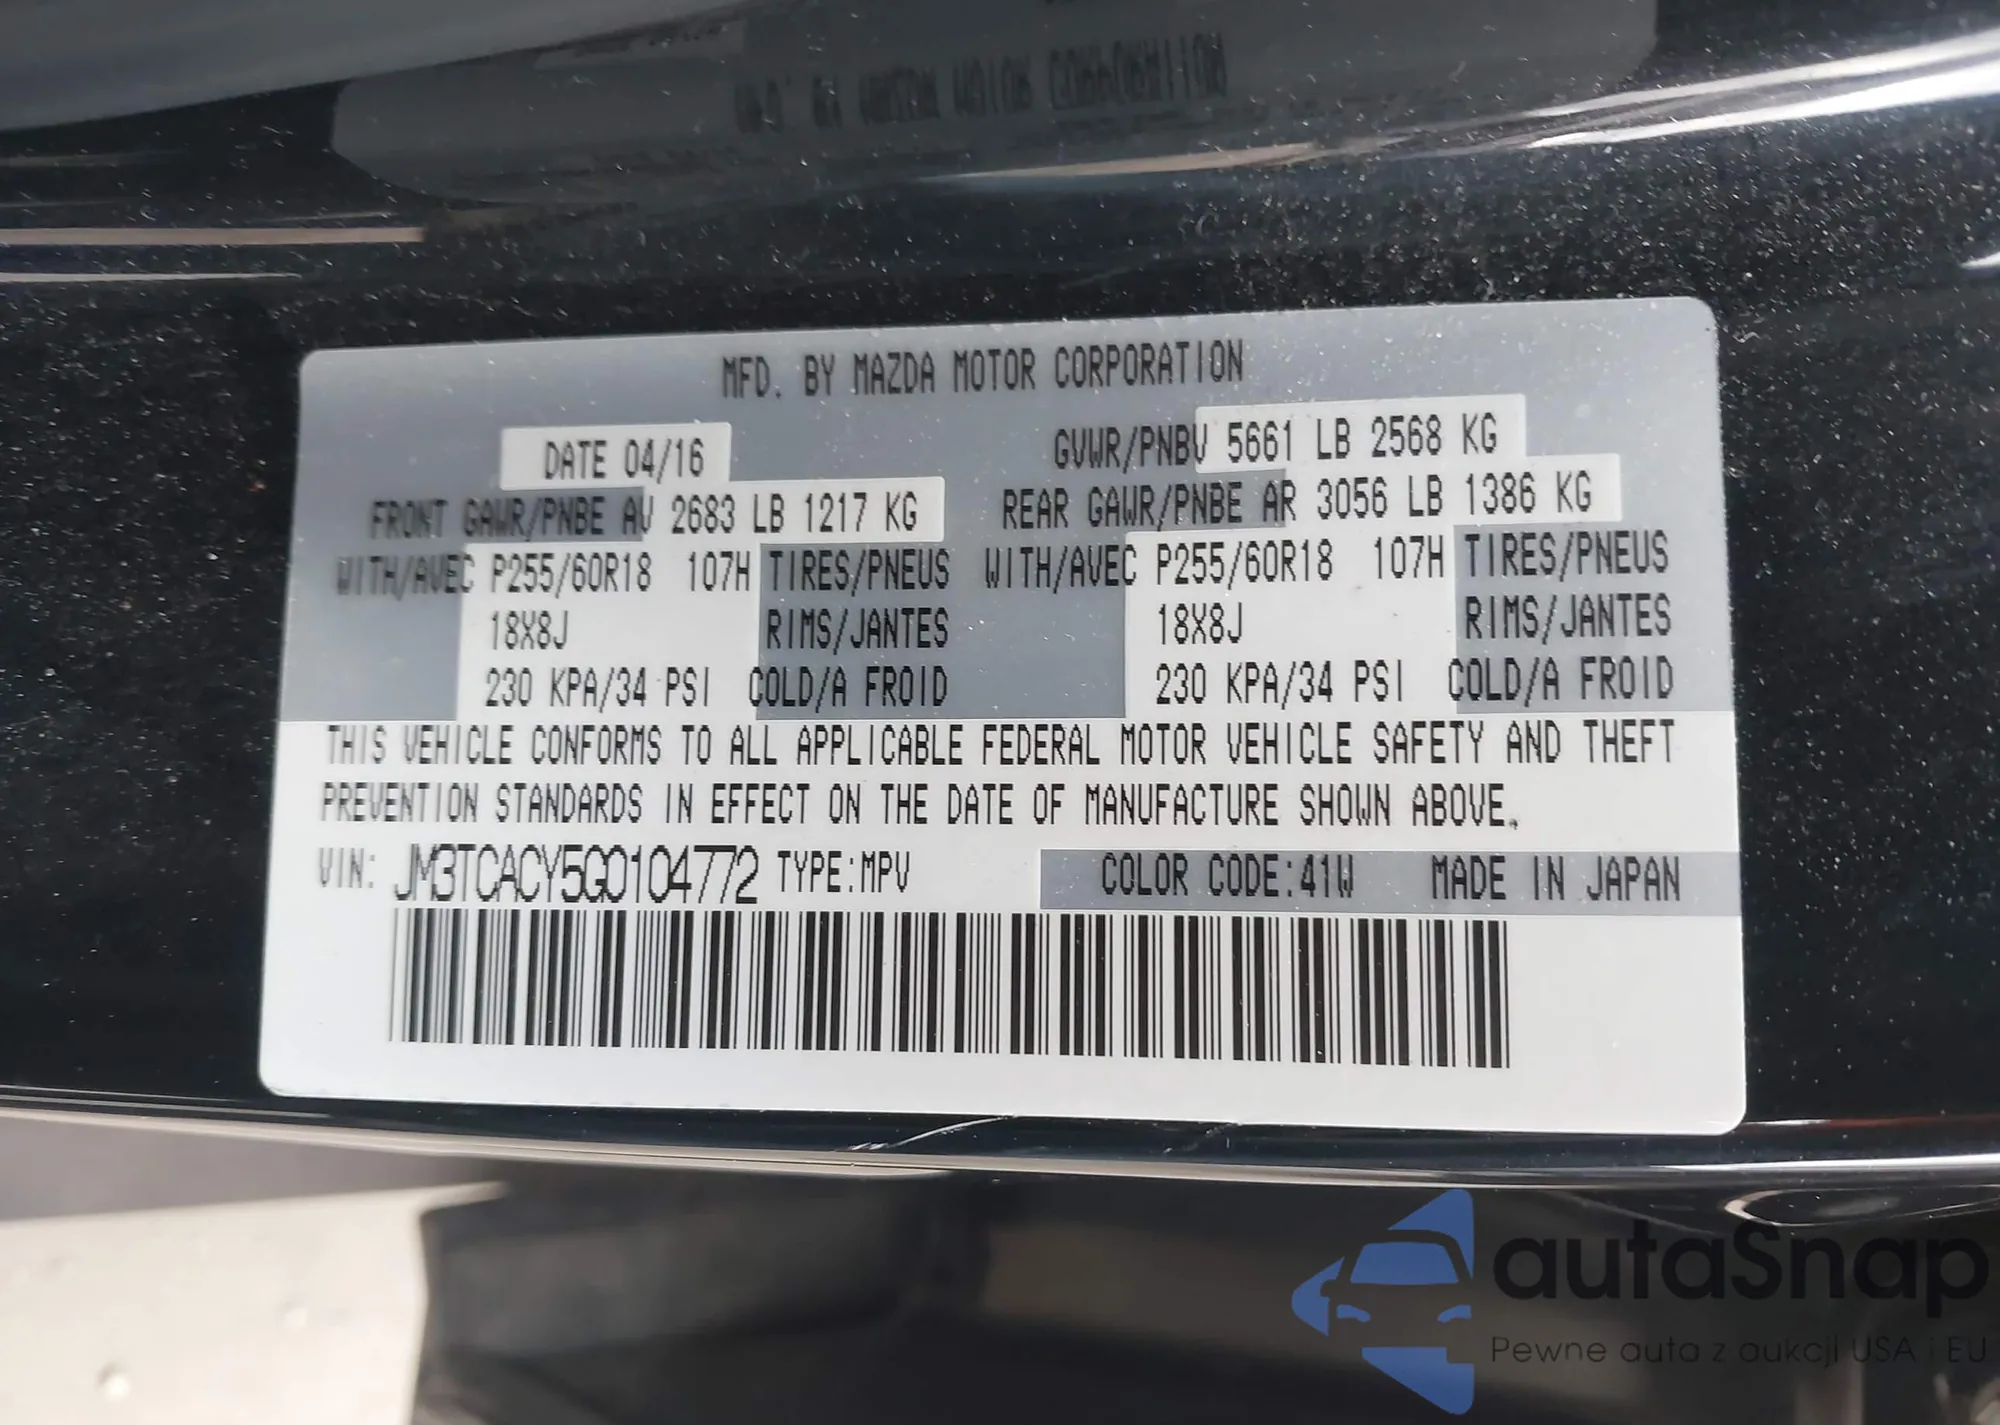 MFD. BY MAZDA MOTOR CORPORATION
DATE 04/16 GVWR/PNBV 5661 LB 2568 KG
FRONT GAWR/PNBE AV 2683 LB 1217 KG REAR GAWR/PNBE AR 3056 LB 1386 KG
WITH/AVEC P255/60R18 107H TIRES/PNEUS WITH/AVEC P255/60R18 107H TIRES/PNEUS
18X8J RIMS/JANTES 18X8J RIMS/JANTES
230 KPA/34 PSI COLD/A FROID 230 KPA/34 PSI COLD/A FROID
THIS VEHICLE CONFORMS TO ALL APPLICABLE FEDERAL MOTOR VEHICLE SAFETY AND THEFT
PREVENTION STANDARDS IN EFFECT ON THE DATE OF MANUFACTURE SHOWN ABOVE.
VIN: JM3TCACY5G0104772 TYPE:MPV COLOR CODE:41W MADE IN JAPAN
autaSnap
Pewne auta z aukcji USA i EU